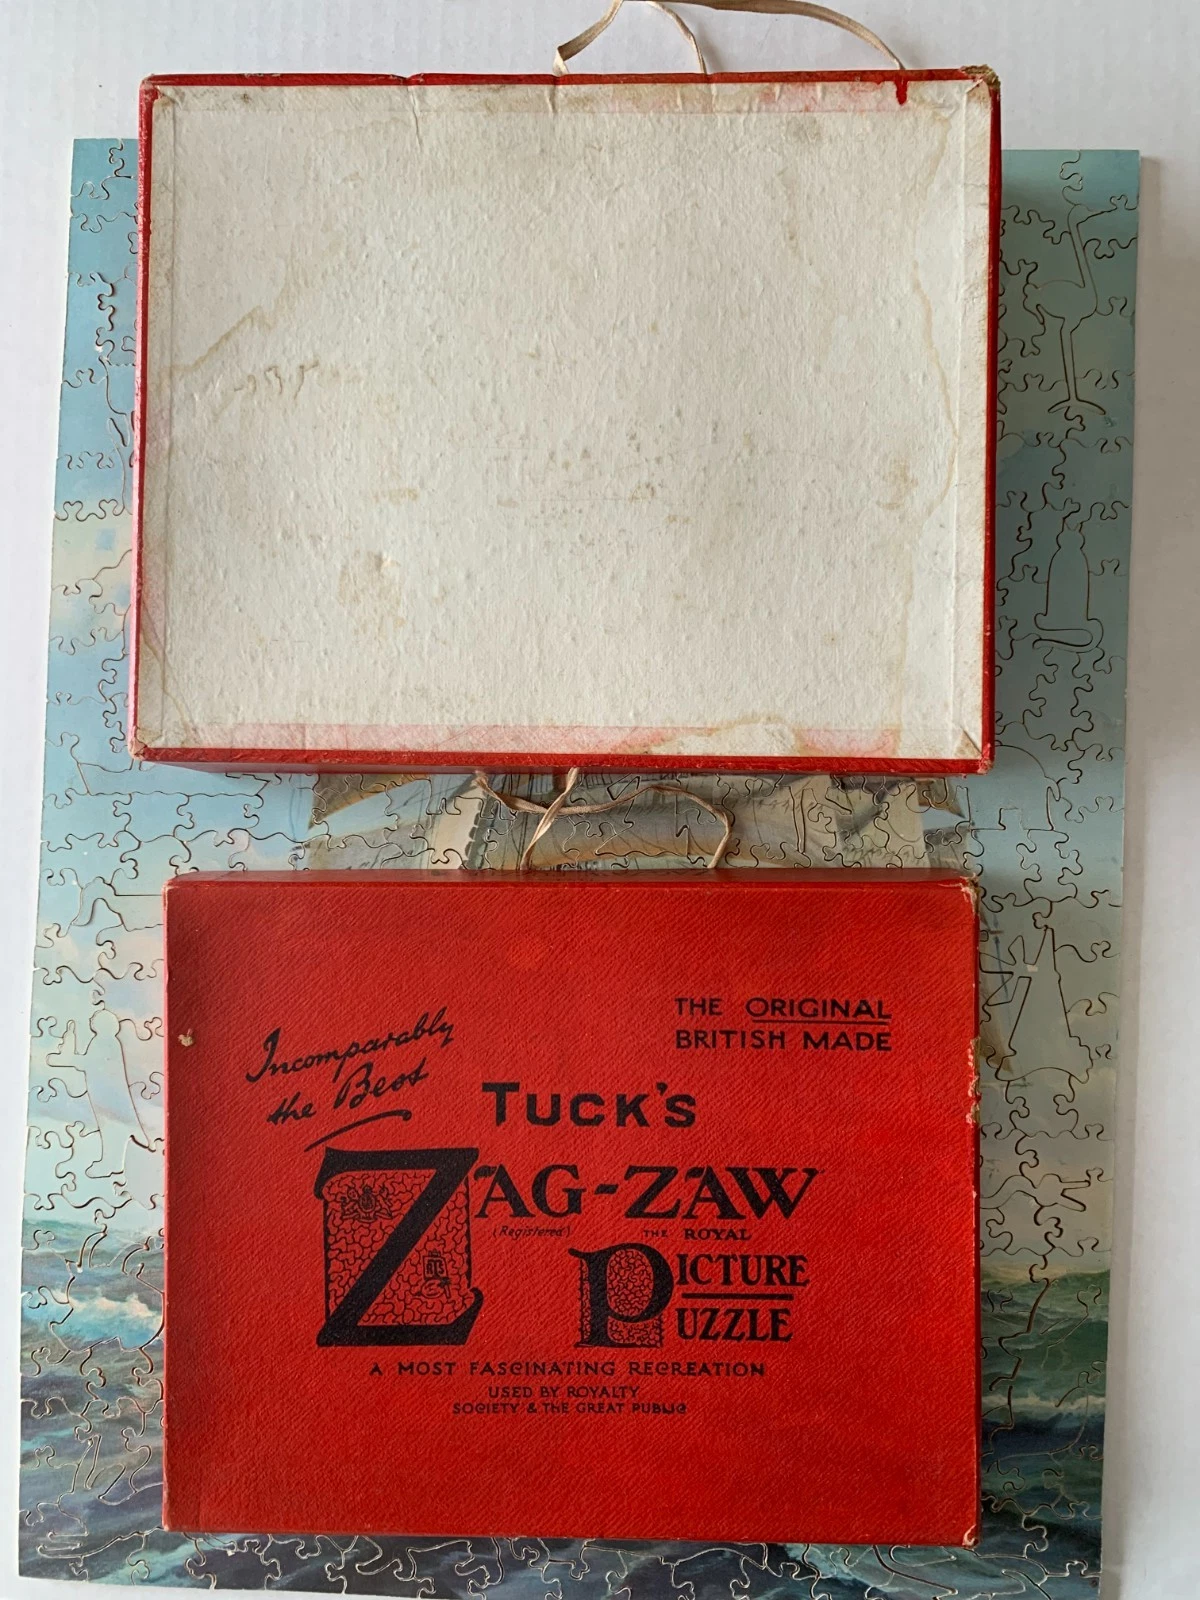 THE ORIGINAL
BRITISH MADE
Incomparably
the Best
TUCK'S
ZAG-ZAW
(Registered)
THE ROYAL
PICTURE
PUZZLE
A MOST FASCINATING RECREATION
USED BY ROYALTY
SOCIETY & THE GREAT PUBLIC